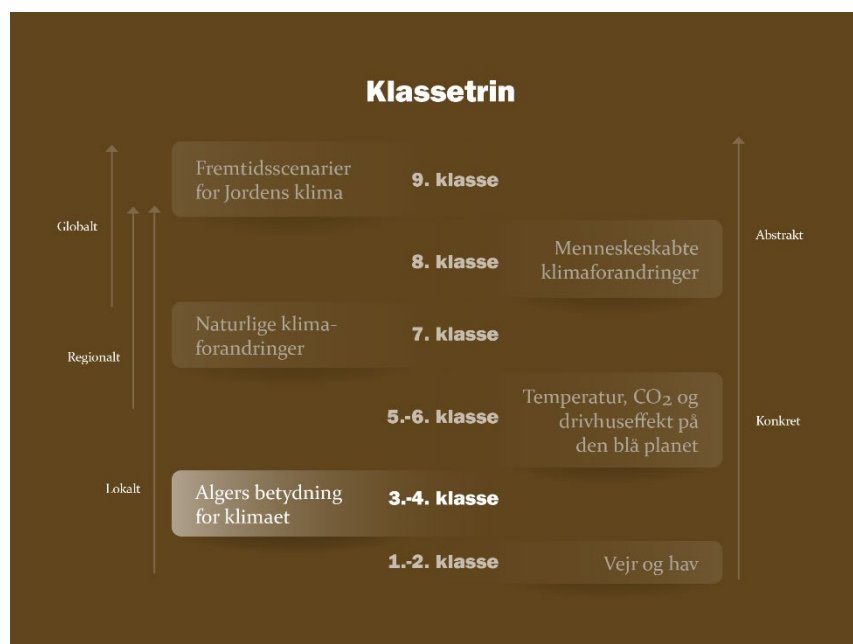 Klassetrin
Fremtidsscenarier
for Jordens klima
9. klasse
Globalt
Abstrakt
8. klasse
Menneskeskabte
klimaforandringer
Naturlige klima-
forandringer
7. klasse
Regionalt
5.-6. klasse
Temperatur, CO2 og
drivhuseffekt på
den blå planet
Konkret
Lokalt
Algers betydning
for klimaet
3.-4. klasse
1.-2. klasse
Vejr og hav